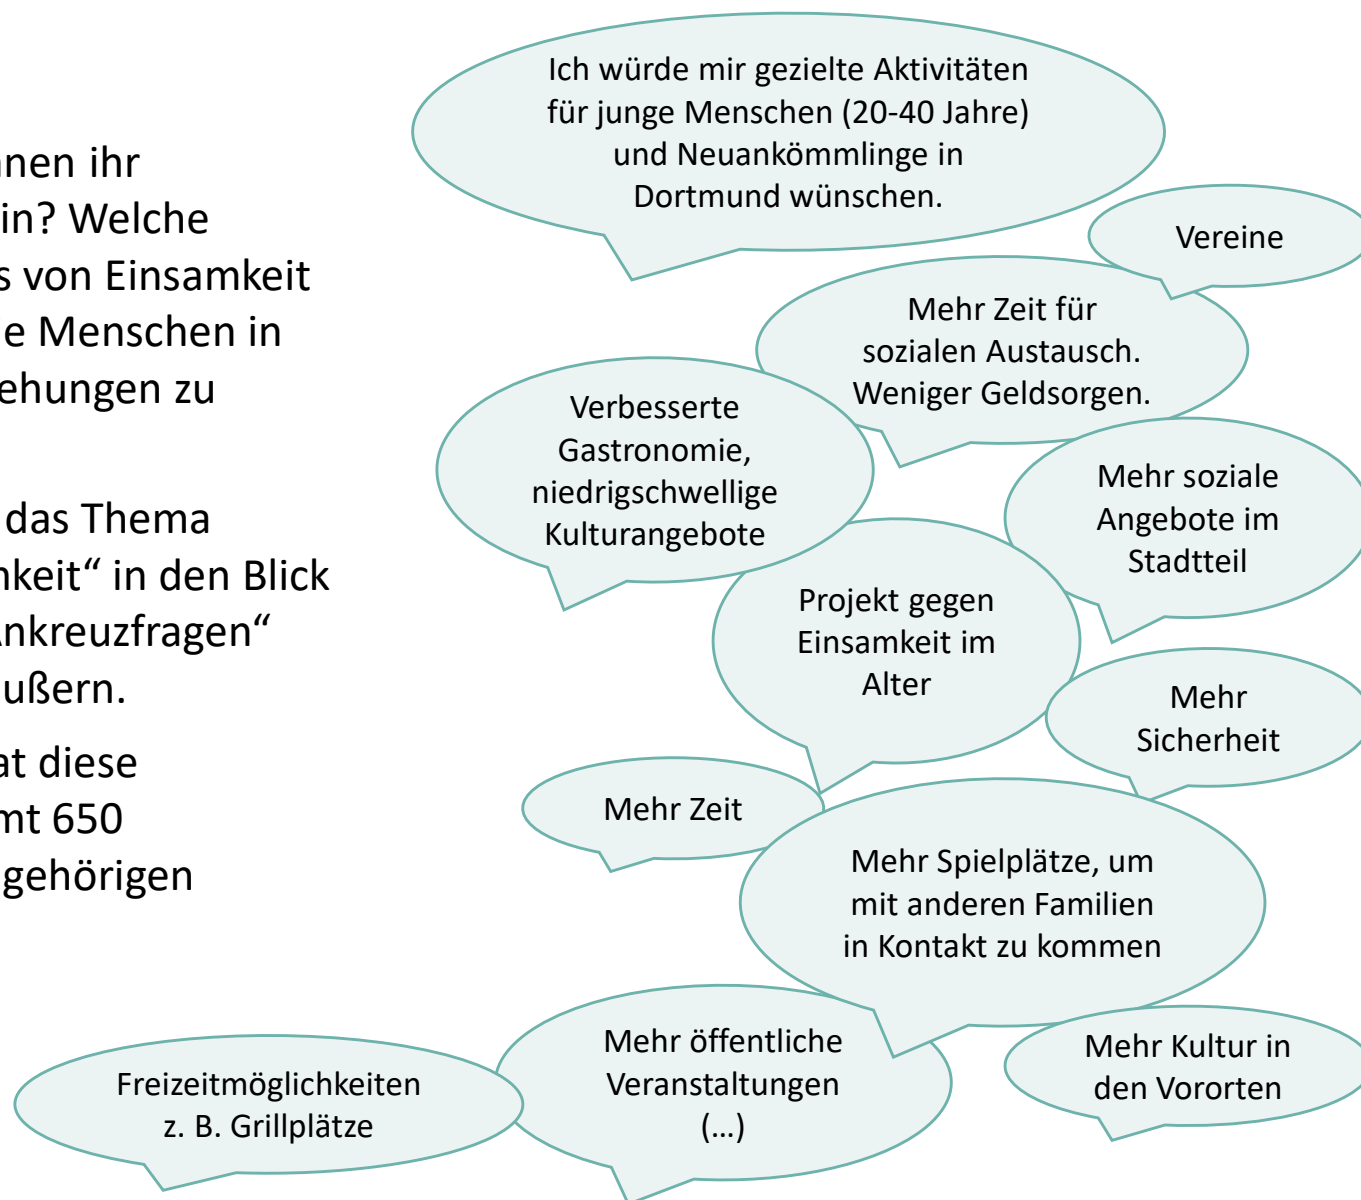 nnen ihr
in? Welche
s von Einsamkeit
e Menschen in
ehungen zu
das Thema
nkeit“ in den Blick
Ankreuzfragen“
ußern.
at diese
mt 650
gehörigen
Ich würde mir gezielte Aktivitäten
für junge Menschen (20-40 Jahre)
und Neuankömmlinge in
Dortmund wünschen.
Vereine
Mehr Zeit für
sozialen Austausch.
Weniger Geldsorgen.
Verbesserte
Gastronomie,
niedrigschwellige
Kulturangebote
Mehr soziale
Angebote im
Stadtteil
Projekt gegen
Einsamkeit im
Alter
Mehr
Sicherheit
Mehr Zeit
Mehr Spielplätze, um
mit anderen Familien
in Kontakt zu kommen
Mehr öffentliche
Veranstaltungen
(…)
Mehr Kultur in
den Vororten
Freizeitmöglichkeiten
z. B. Grillplätze